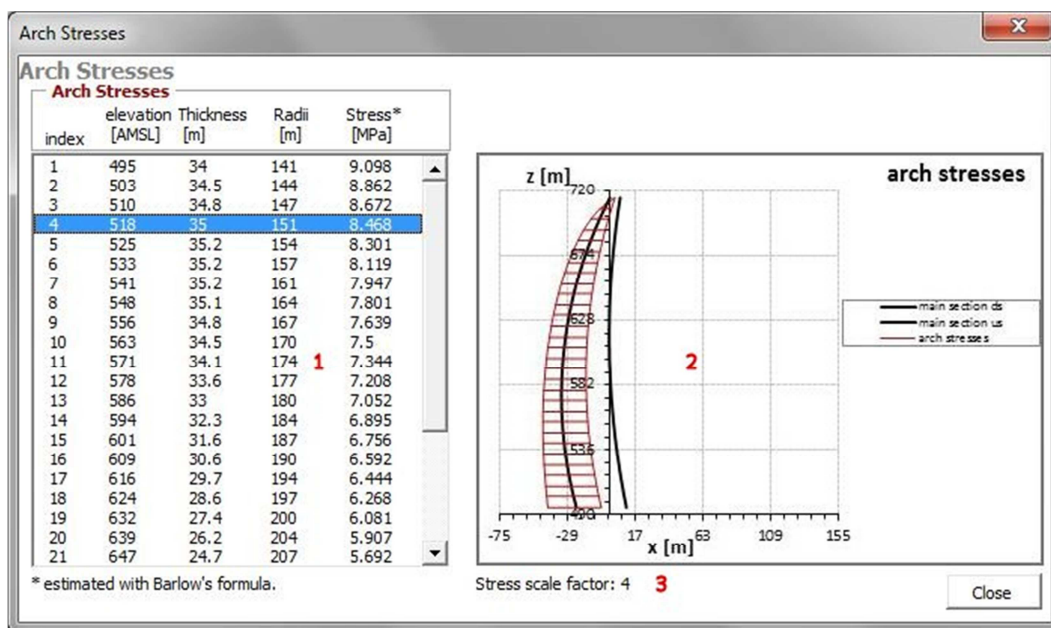 Arch Stresses
Arch Stresses
Arch Stresses
index elevation [AMSL] Thickness [m] Radii [m] Stress* [MPa]
1 495 34 141 9.098
2 503 34.5 144 8.862
3 510 34.8 147 8.672
4 518 35 151 8.468
5 525 35.2 154 8.301
6 533 35.2 157 8.119
7 541 35.2 161 7.947
8 548 35.1 164 7.801
9 556 34.8 167 7.639
10 563 34.5 170 7.5
11 571 34.1 174 7.344
12 578 33.6 177 7.208
13 586 33 180 7.052
14 594 32.3 184 6.895
15 601 31.6 187 6.756
16 609 30.6 190 6.592
17 616 29.7 194 6.444
18 624 28.6 197 6.268
19 632 27.4 200 6.081
20 639 26.2 204 5.907
21 647 24.7 207 5.692
1
* estimated with Barlow's formula.
arch stresses
z [m]
720
674
628
582
536
490
-75 -29 17 63 109 155
x [m]
2
main section ds
main section us
arch stresses
Stress scale factor: 4 3
Close